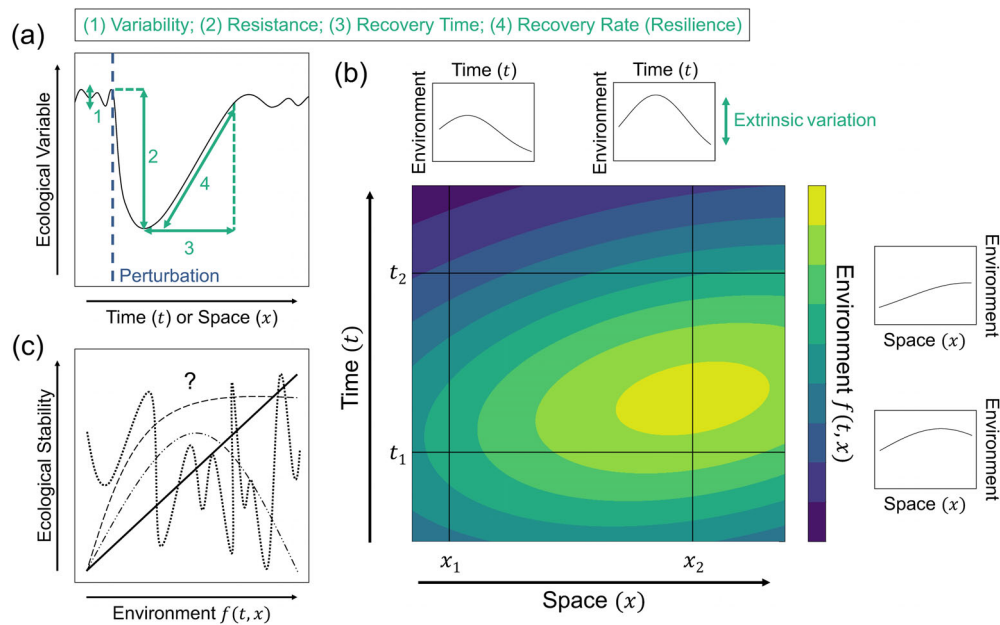 (1) Variability; (2) Resistance; (3) Recovery Time; (4) Recovery Rate (Resilience)
(a)
Ecological Variable
1
2
3
4
Perturbation
Time (t) or Space (x)
(b)
Time (t)
Environment
Time (t)
Environment
Extrinsic variation
Time (t)
t₂
t₁
x₁
x₂
Space (x)
Environment f(t, x)
Environment
Space (x)
Environment
Space (x)
(c)
Ecological Stability
?
Environment f(t, x)